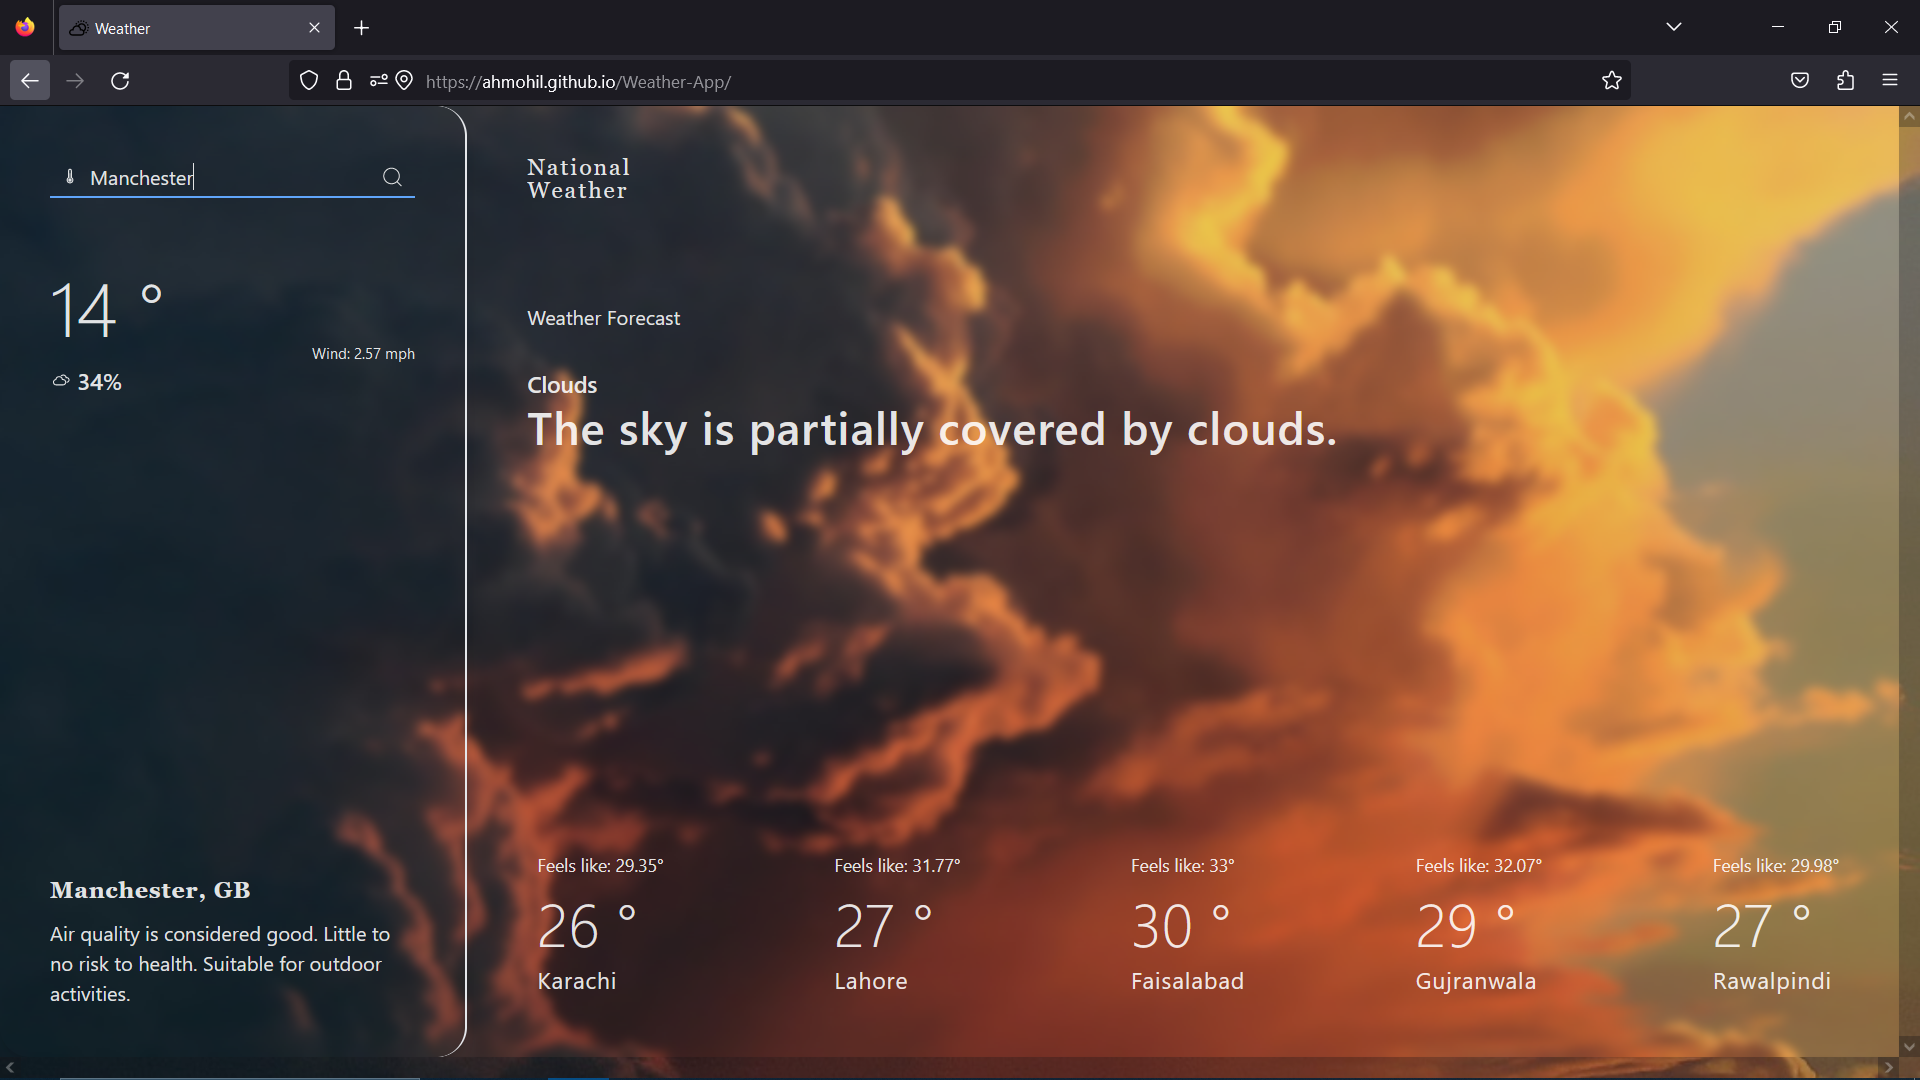 Weather
https://ahmohil.github.io/Weather-App/
Manchester
14 °
Wind: 2.57 mph
34%
Manchester, GB
Air quality is considered good. Little to
no risk to health. Suitable for outdoor
activities.
National
Weather
Weather Forecast
Clouds
The sky is partially covered by clouds.
Feels like: 29.35°
26 °
Karachi
Feels like: 31.77°
27 °
Lahore
Feels like: 33°
30 °
Faisalabad
Feels like: 32.07°
29 °
Gujranwala
Feels like: 29.98°
27 °
Rawalpindi